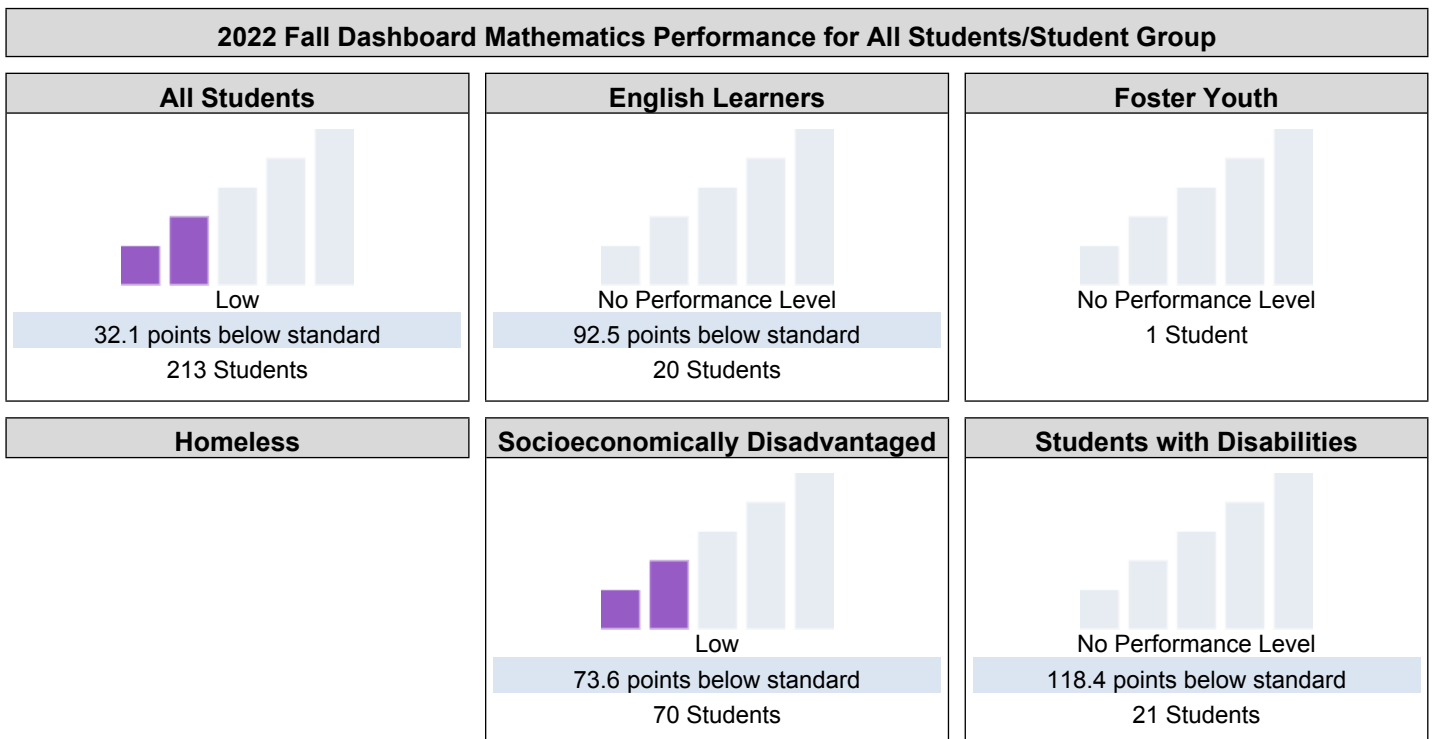 2022 Fall Dashboard Mathematics Performance for All Students/Student Group
All Students
Low
32.1 points below standard
213 Students
English Learners
No Performance Level
92.5 points below standard
20 Students
Foster Youth
No Performance Level
1 Student
Homeless
Socioeconomically Disadvantaged
Low
73.6 points below standard
70 Students
Students with Disabilities
No Performance Level
118.4 points below standard
21 Students